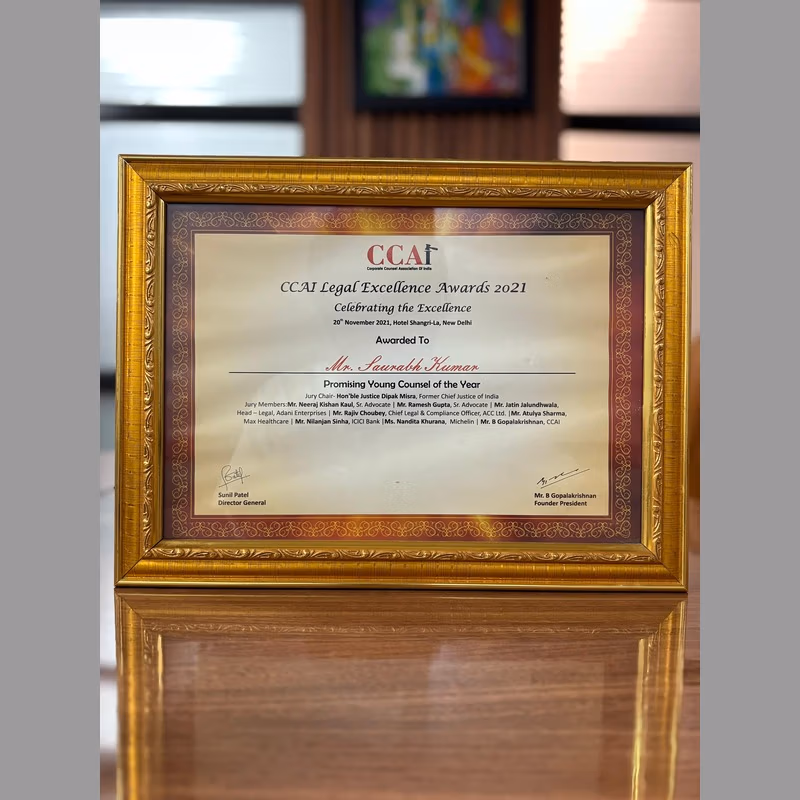 CCAI
Corporate Counsel Association Of India
CCAI Legal Excellence Awards 2021
Celebrating the Excellence
20th November 2021, Hotel Shangri-La, New Delhi
Awarded To
Mr. Saurabh Kumar
Promising Young Counsel of the Year
Jury Chair- Hon'ble Justice Dipak Misra, Former Chief Justice of India
Jury Members:Mr. Neeraj Kishan Kaul, Sr. Advocate | Mr. Ramesh Gupta, Sr. Advocate | Mr. Jatin Jalundhwala,
Head – Legal, Adani Enterprises | Mr. Rajiv Choubey, Chief Legal & Compliance Officer, ACC Ltd. |Mr. Atulya Sharma,
Max Healthcare | Mr. Nilanjan Sinha, ICICI Bank |Ms. Nandita Khurana, Michelin | Mr. B Gopalakrishnan, CCAI
Sunil Patel
Director General
Mr. B Gopalakrishnan
Founder President